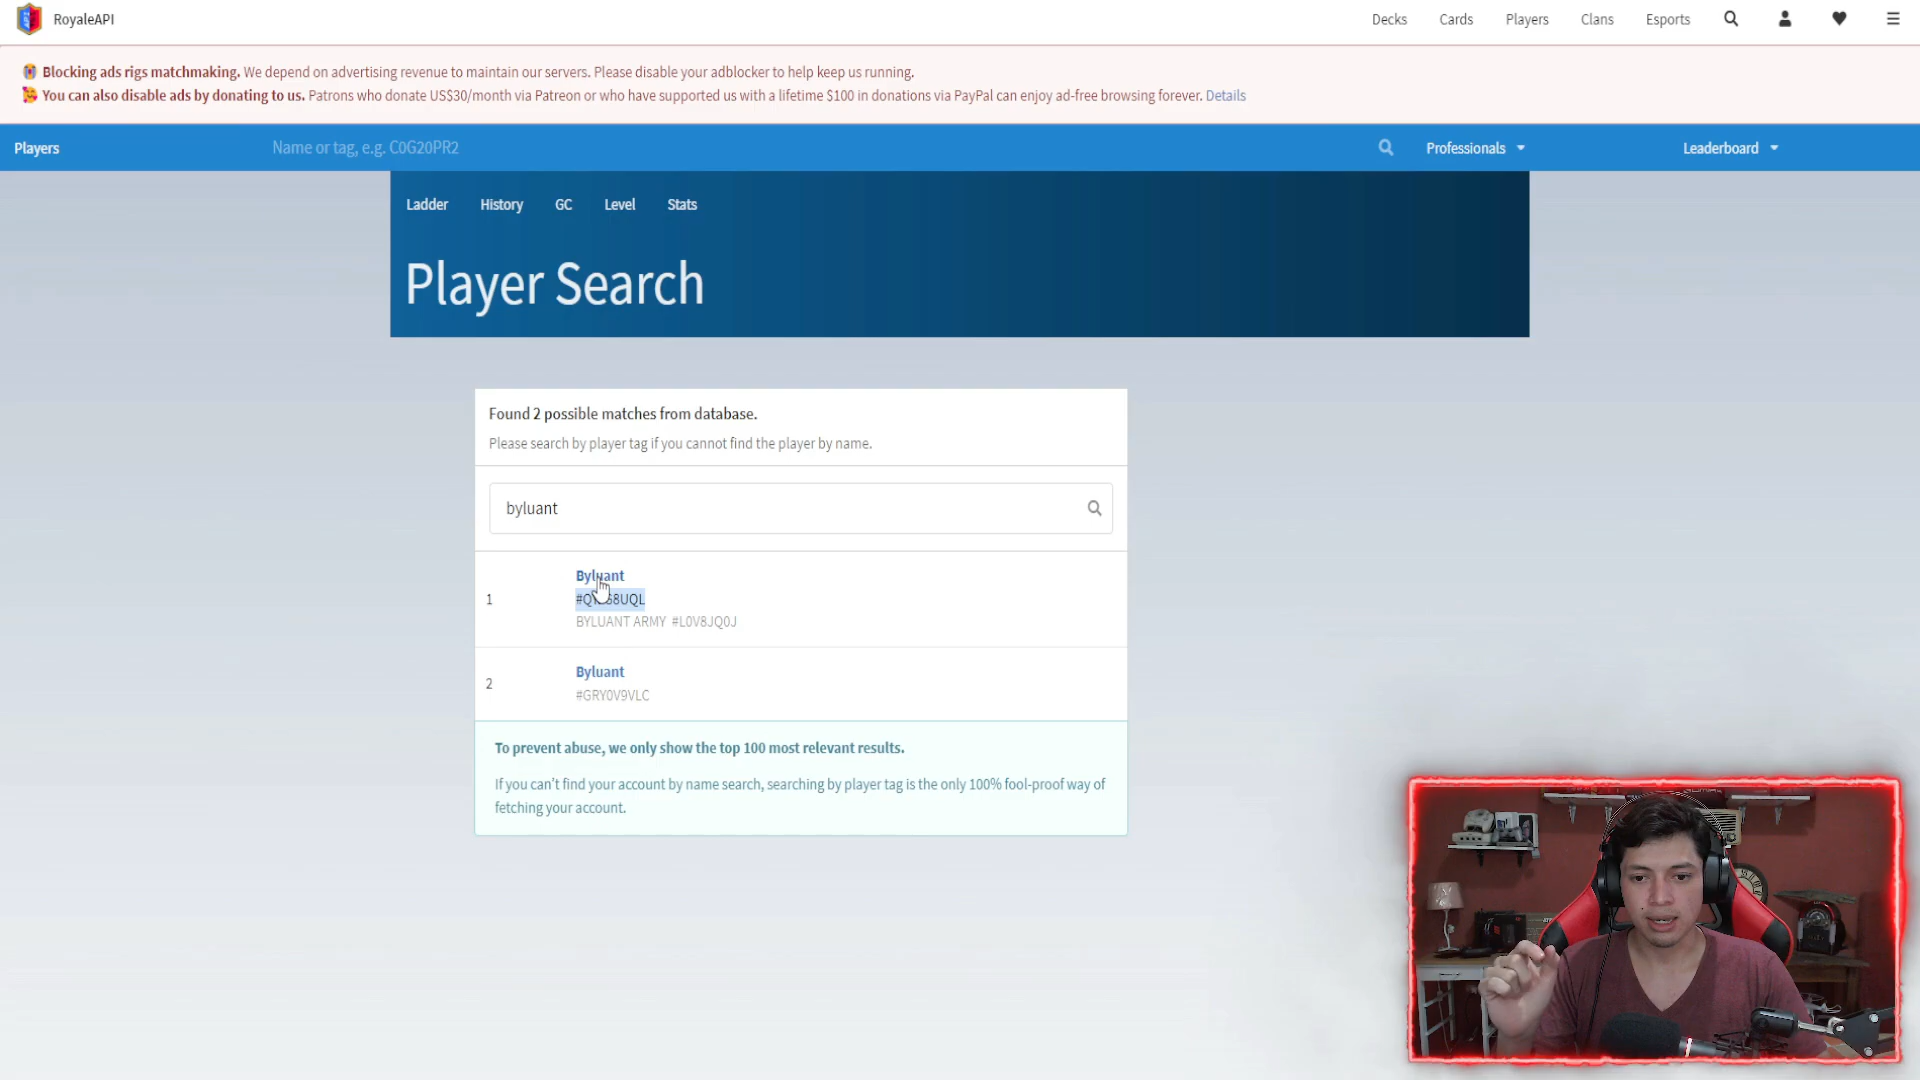 RoyaleAPI
Decks Cards Players Clans Esports
Blocking ads rigs matchmaking. We depend on advertising revenue to maintain our servers. Please disable your adblocker to help keep us running.
You can also disable ads by donating to us. Patrons who donate US$30/month via Patreon or who have supported us with a lifetime $100 in donations via PayPal can enjoy ad-free browsing forever. Details
Players Name or tag, e.g. C0G20PR2 Professionals Leaderboard
Ladder History GC Level Stats
Player Search
Found 2 possible matches from database.
Please search by player tag if you cannot find the player by name.
byluant
1
Byluant
BYLUANT ARMY #L0V8JQ0J
2
Byluant
#GRY0V9VLC
To prevent abuse, we only show the top 100 most relevant results.
If you can't find your account by name search, searching by player tag is the only 100% fool-proof way of
fetching your account.